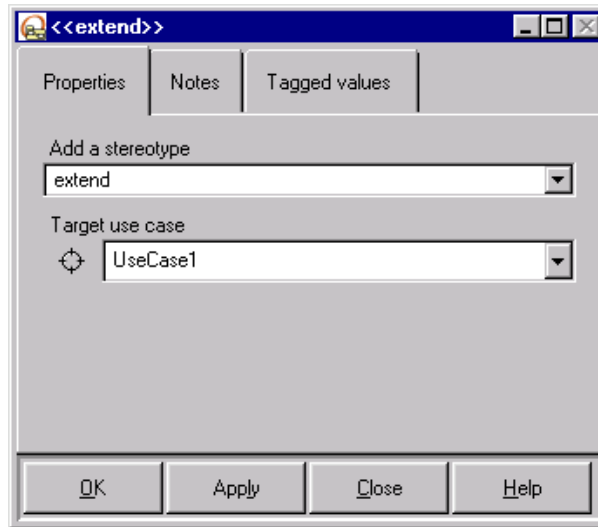 <<extend>>
Properties Notes Tagged values
Add a stereotype
extend
Target use case
UseCase1
OK Apply Close Help